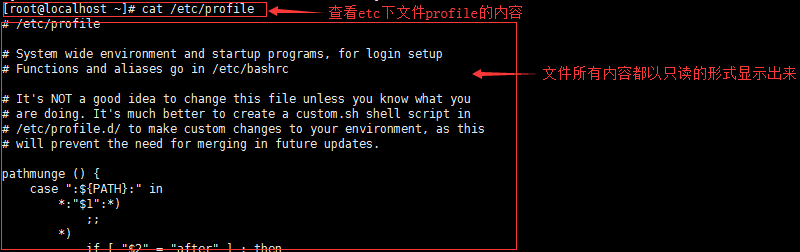 [root@localhost ~]# cat /etc/profile
查看etc下文件profile的内容
# /etc/profile
# System wide environment and startup programs, for login setup
# Functions and aliases go in /etc/bashrc
文件所有内容都以只读的形式显示出来
# It's NOT a good idea to change this file unless you know what you
# are doing. It's much better to create a custom.sh shell script in
# /etc/profile.d/ to make custom changes to your environment, as this
# will prevent the need for merging in future updates.
pathmunge () {
    case ":${PATH}:" in
        *:"$1":*)
            ;;
        *)
            if [ "$2" = "after" ] ; then